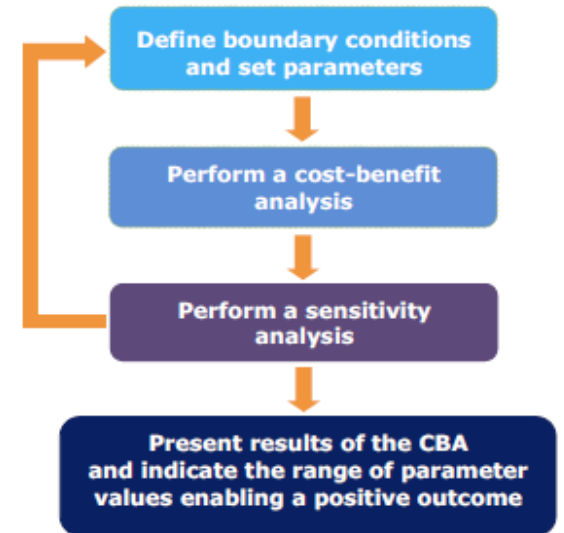 Define boundary conditions
and set parameters
Perform a cost-benefit
analysis
Perform a sensitivity
analysis
Present results of the CBA
and indicate the range of parameter
values enabling a positive outcome